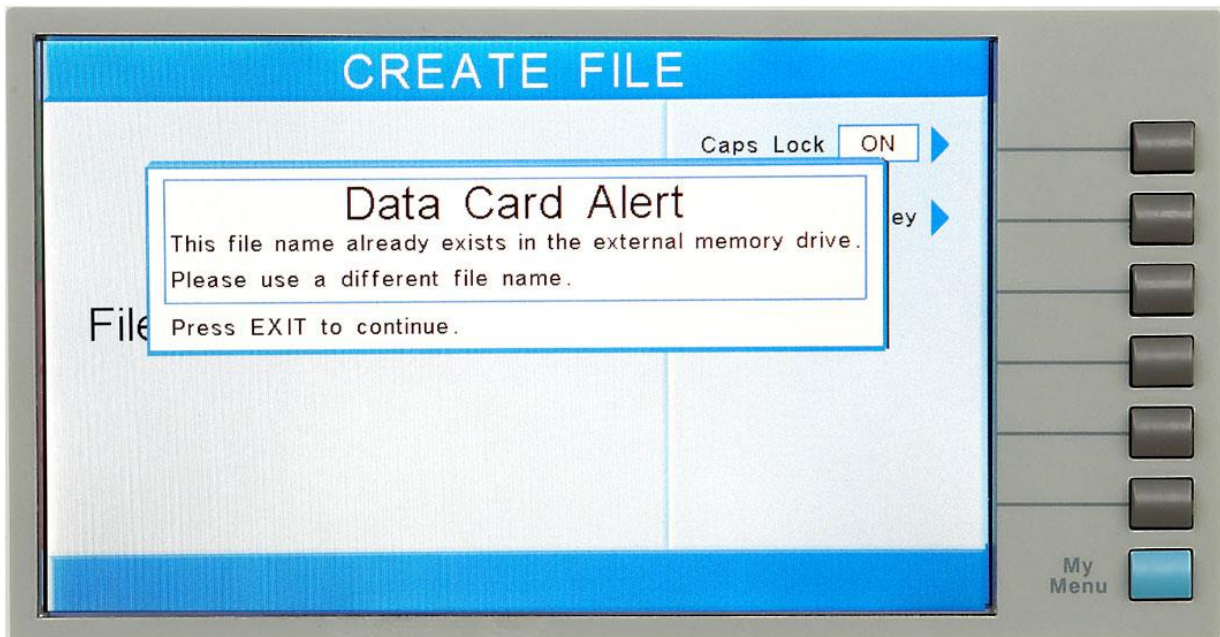 CREATE FILE
Caps Lock ON
ey
Data Card Alert
This file name already exists in the external memory drive.
Please use a different file name.
Press EXIT to continue.
File
My
Menu